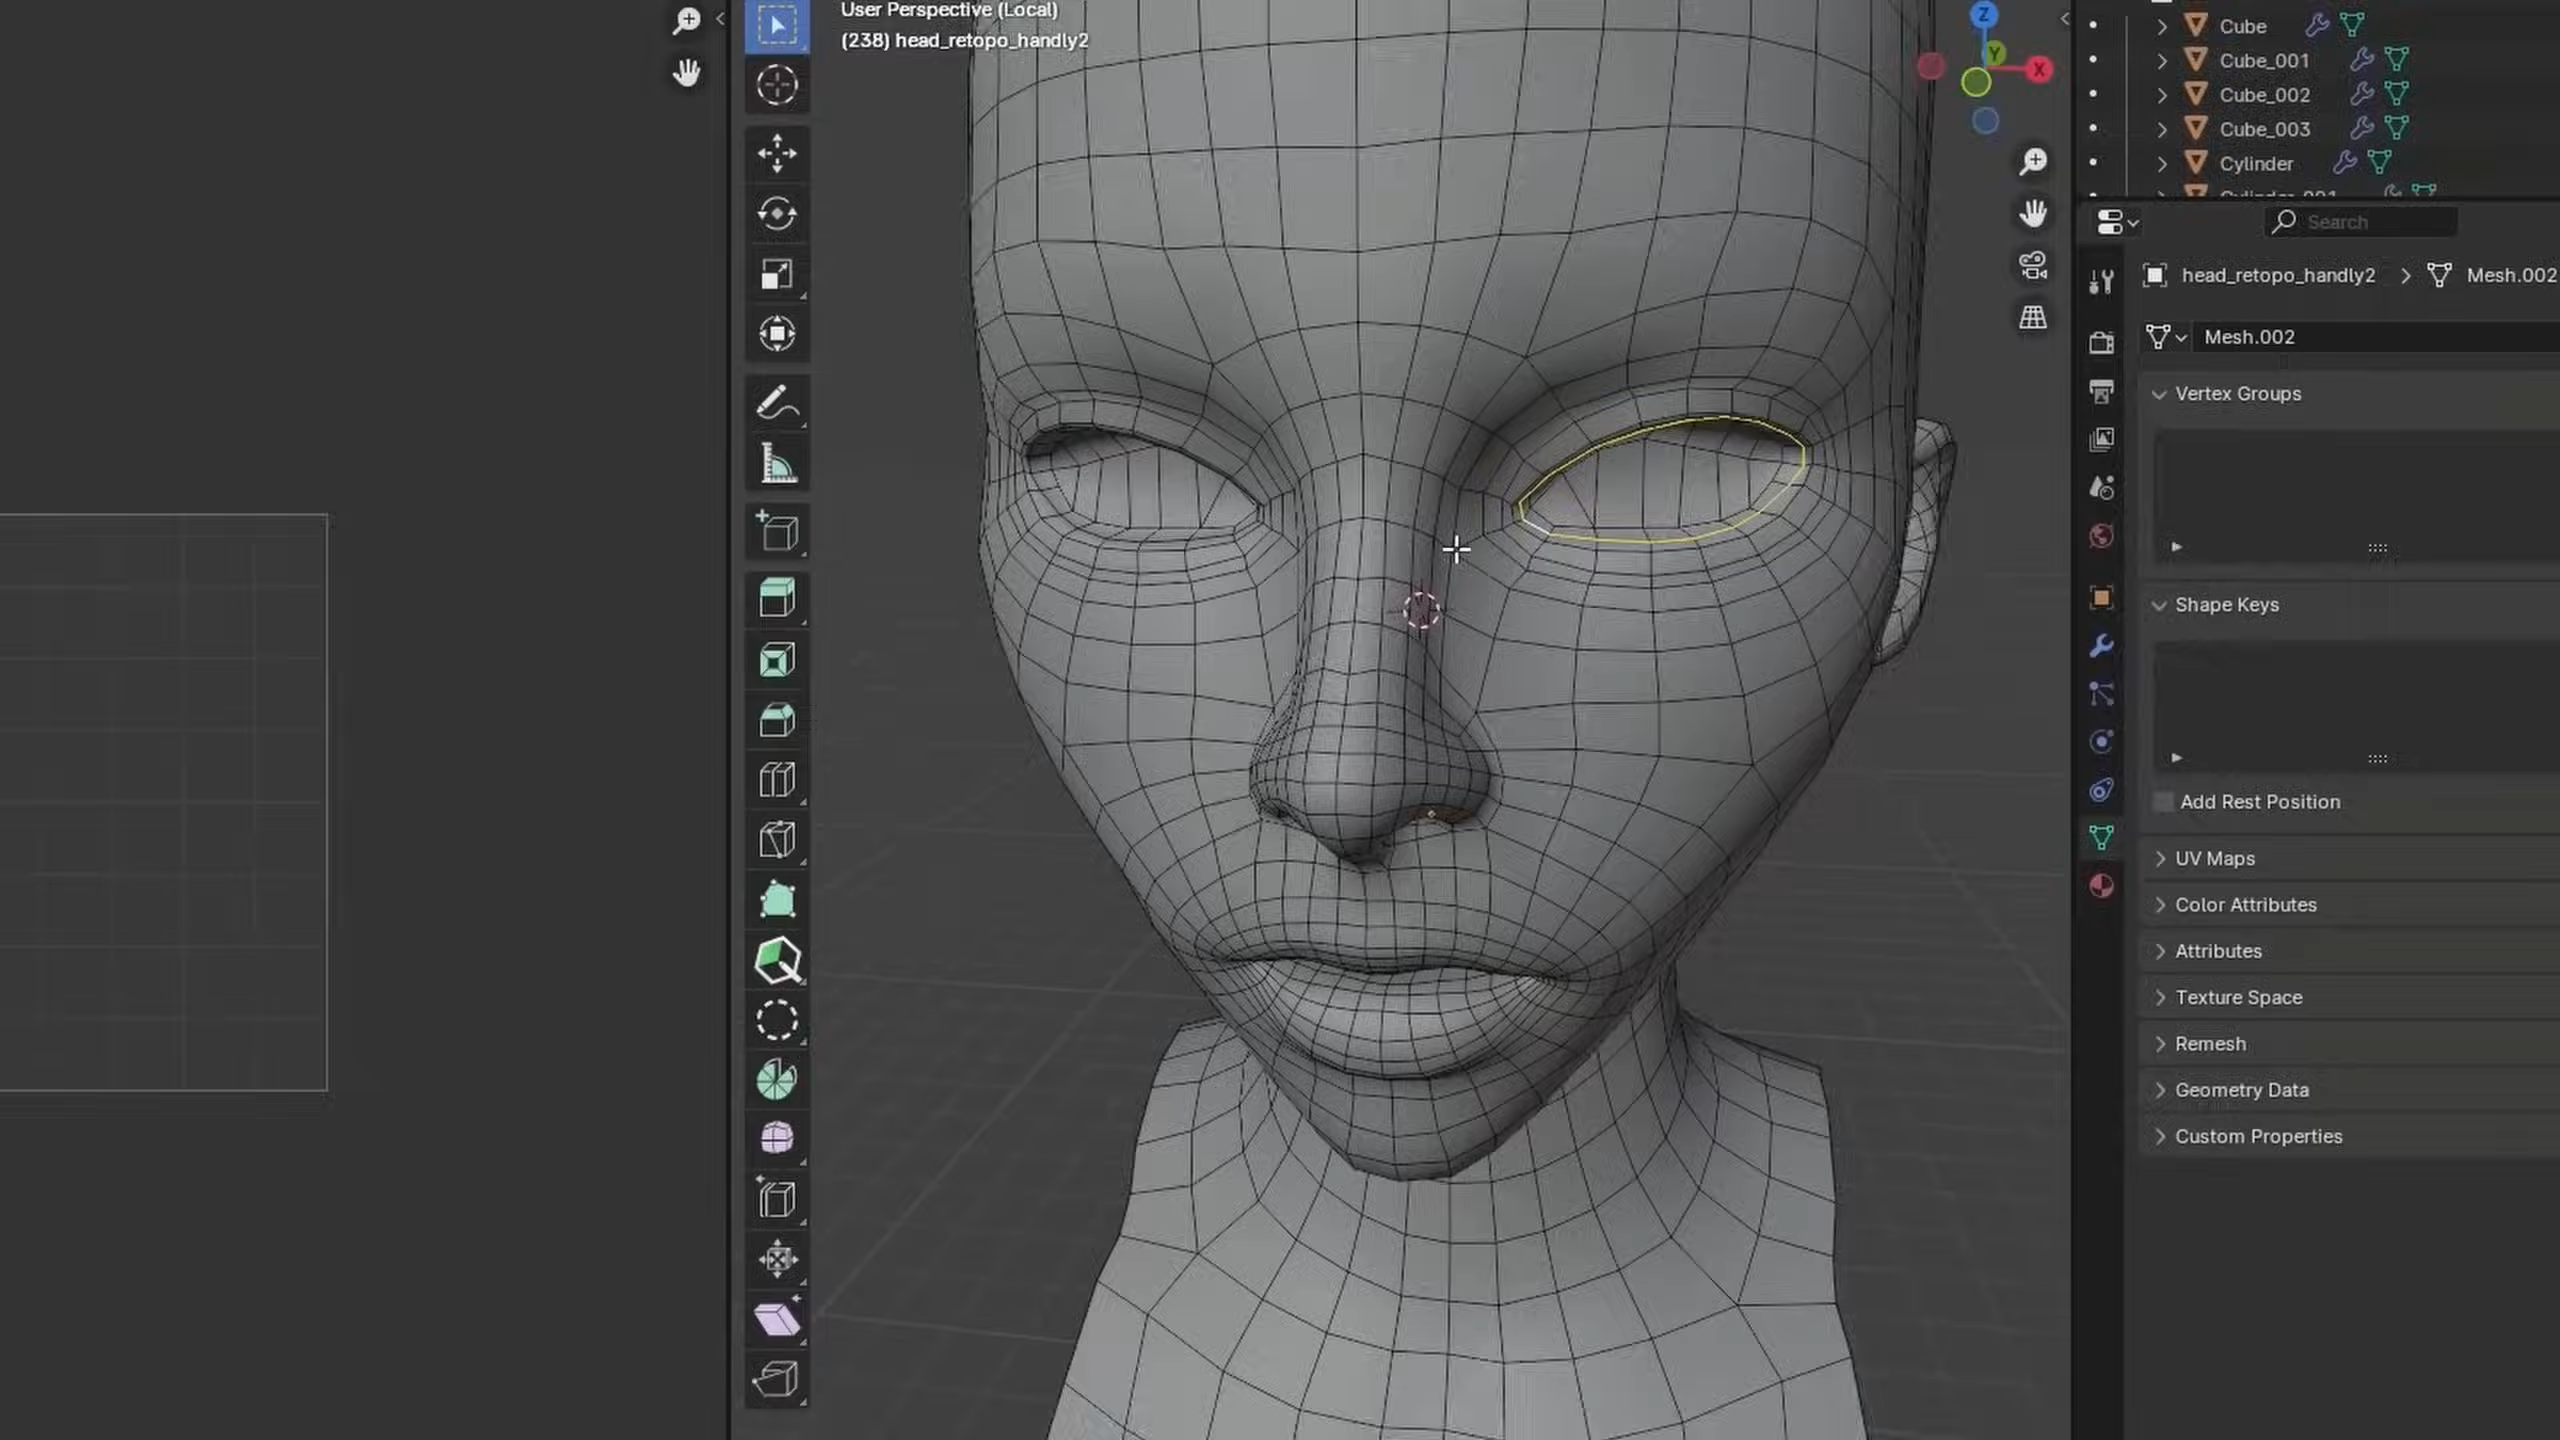 User Perspective (Local)
(238) head_retopo_handly2
Z
Y
X
Cube
Cube_001
Cube_002
Cube_003
Cylinder
Cylinder_001
Search
head_retopo_handly2 > Mesh.002
Mesh.002
Vertex Groups
Shape Keys
Add Rest Position
UV Maps
Color Attributes
Attributes
Texture Space
Remesh
Geometry Data
Custom Properties